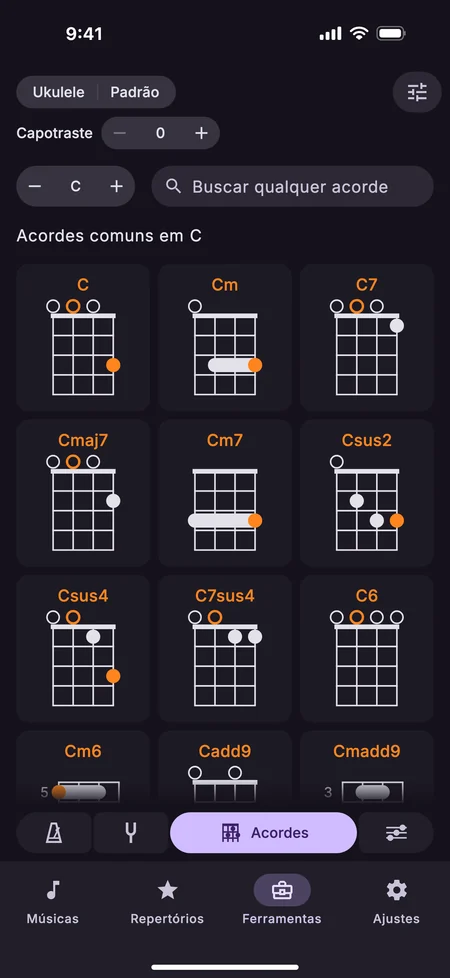 9:41
Ukulele Padrão
Capotraste 0
C Buscar qualquer acorde
Acordes comuns em C
C Cm C7
Cmaj7 Cm7 Csus2
Csus4 C7sus4 C6
Cm6 Cadd9 Cmadd9
5 3
Acordes
Músicas Repertórios Ferramentas Ajustes